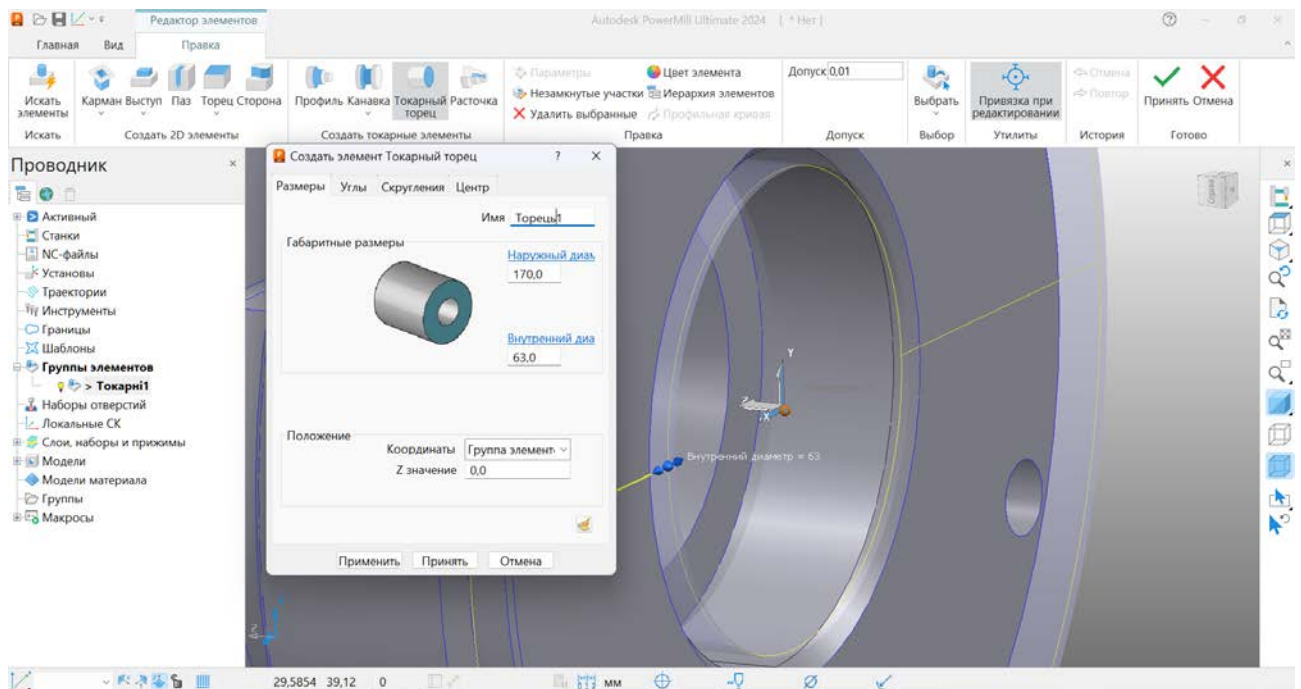 Редактор элементов
Autodesk PowerMill Ultimate 2024 [ * Нет ]
Главная Вид Правка
Параметры Цвет элемента Допуск 0,01
Искать элементы
Карман Выступ Паз Торец Сторона
Профиль Канавка Токарный торец Расточка
Незамкнутые участки Иерархия элементов
Удалить выбранные Профильная кривая
Выбрать
Привязка при редактировании
Отмена
Повтор
Принять Отмена
Искать Создать 2D элементы Создать токарные элементы Правка Допуск Выбор Утилиты История Готово
Проводник
Активный
Станки
NC-файлы
Установы
Траектории
Инструменты
Границы
Шаблоны
Группы элементов
> Токарні1
Наборы отверстий
Локальные СК
Слои, наборы и прижимы
Модели
Модели материала
Группы
Макросы
Создать элемент Токарный торец ? ×
Размеры Углы Скругления Центр
Имя Торець1
Габаритные размеры
Наружный диам
170,0
Внутренний диа
63,0
Положение
Координаты Группа элемент
Z значение 0,0
Применить Принять Отмена
Y
Z
X
Внутренний диаметр = 63
Z
29,5854 39,12 0 мм